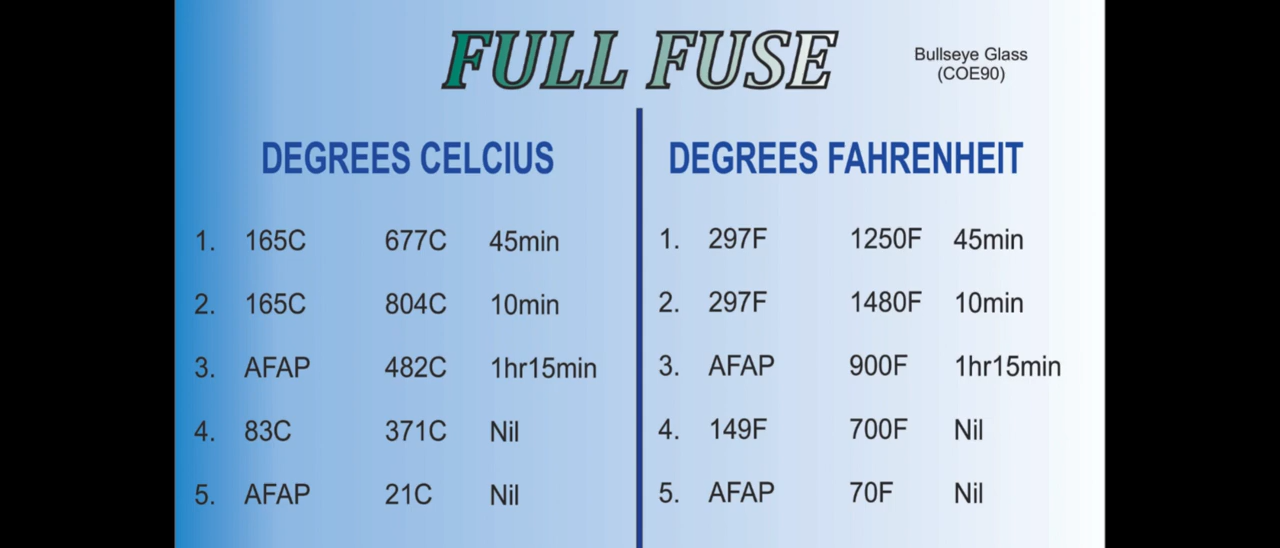 FULL FUSE
Bullseye Glass
(COE90)
DEGREES CELCIUS
1. 165C 677C 45min
2. 165C 804C 10min
3. AFAP 482C 1hr15min
4. 83C 371C Nil
5. AFAP 21C Nil
DEGREES FAHRENHEIT
1. 297F 1250F 45min
2. 297F 1480F 10min
3. AFAP 900F 1hr15min
4. 149F 700F Nil
5. AFAP 70F Nil